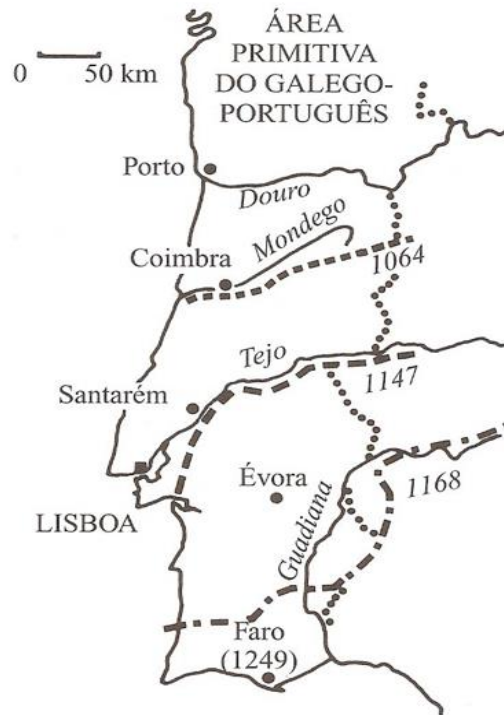 ÁREA
PRIMITIVA
DO GALEGO-
PORTUGUÊS
0 50 km
Porto
Douro
Mondego
Coimbra
1064
Tejo
1147
Santarém
Évora
1168
Guadiana
LISBOA
Faro
(1249)